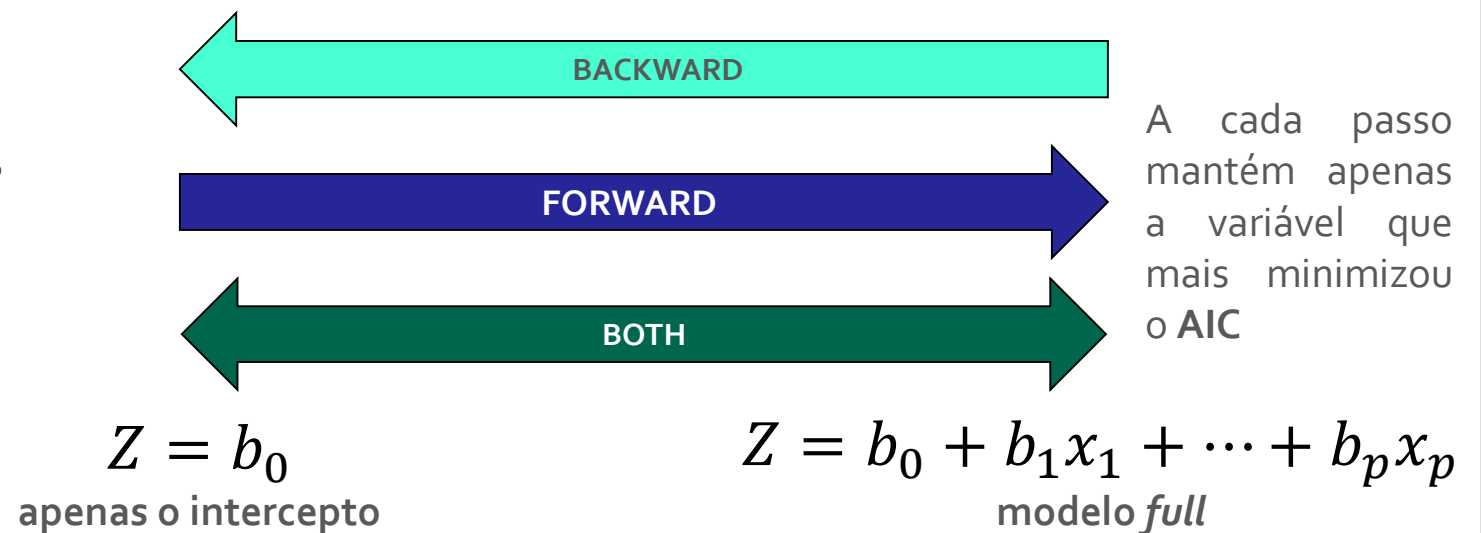 BACKWARD
FORWARD
BOTH
A cada passo
mantém apenas
a variável que
mais minimizou
o AIC
Z = b₀
apenas o intercepto
Z = b₀ + b₁x₁ + ⋯ + bₚxₚ
modelo full